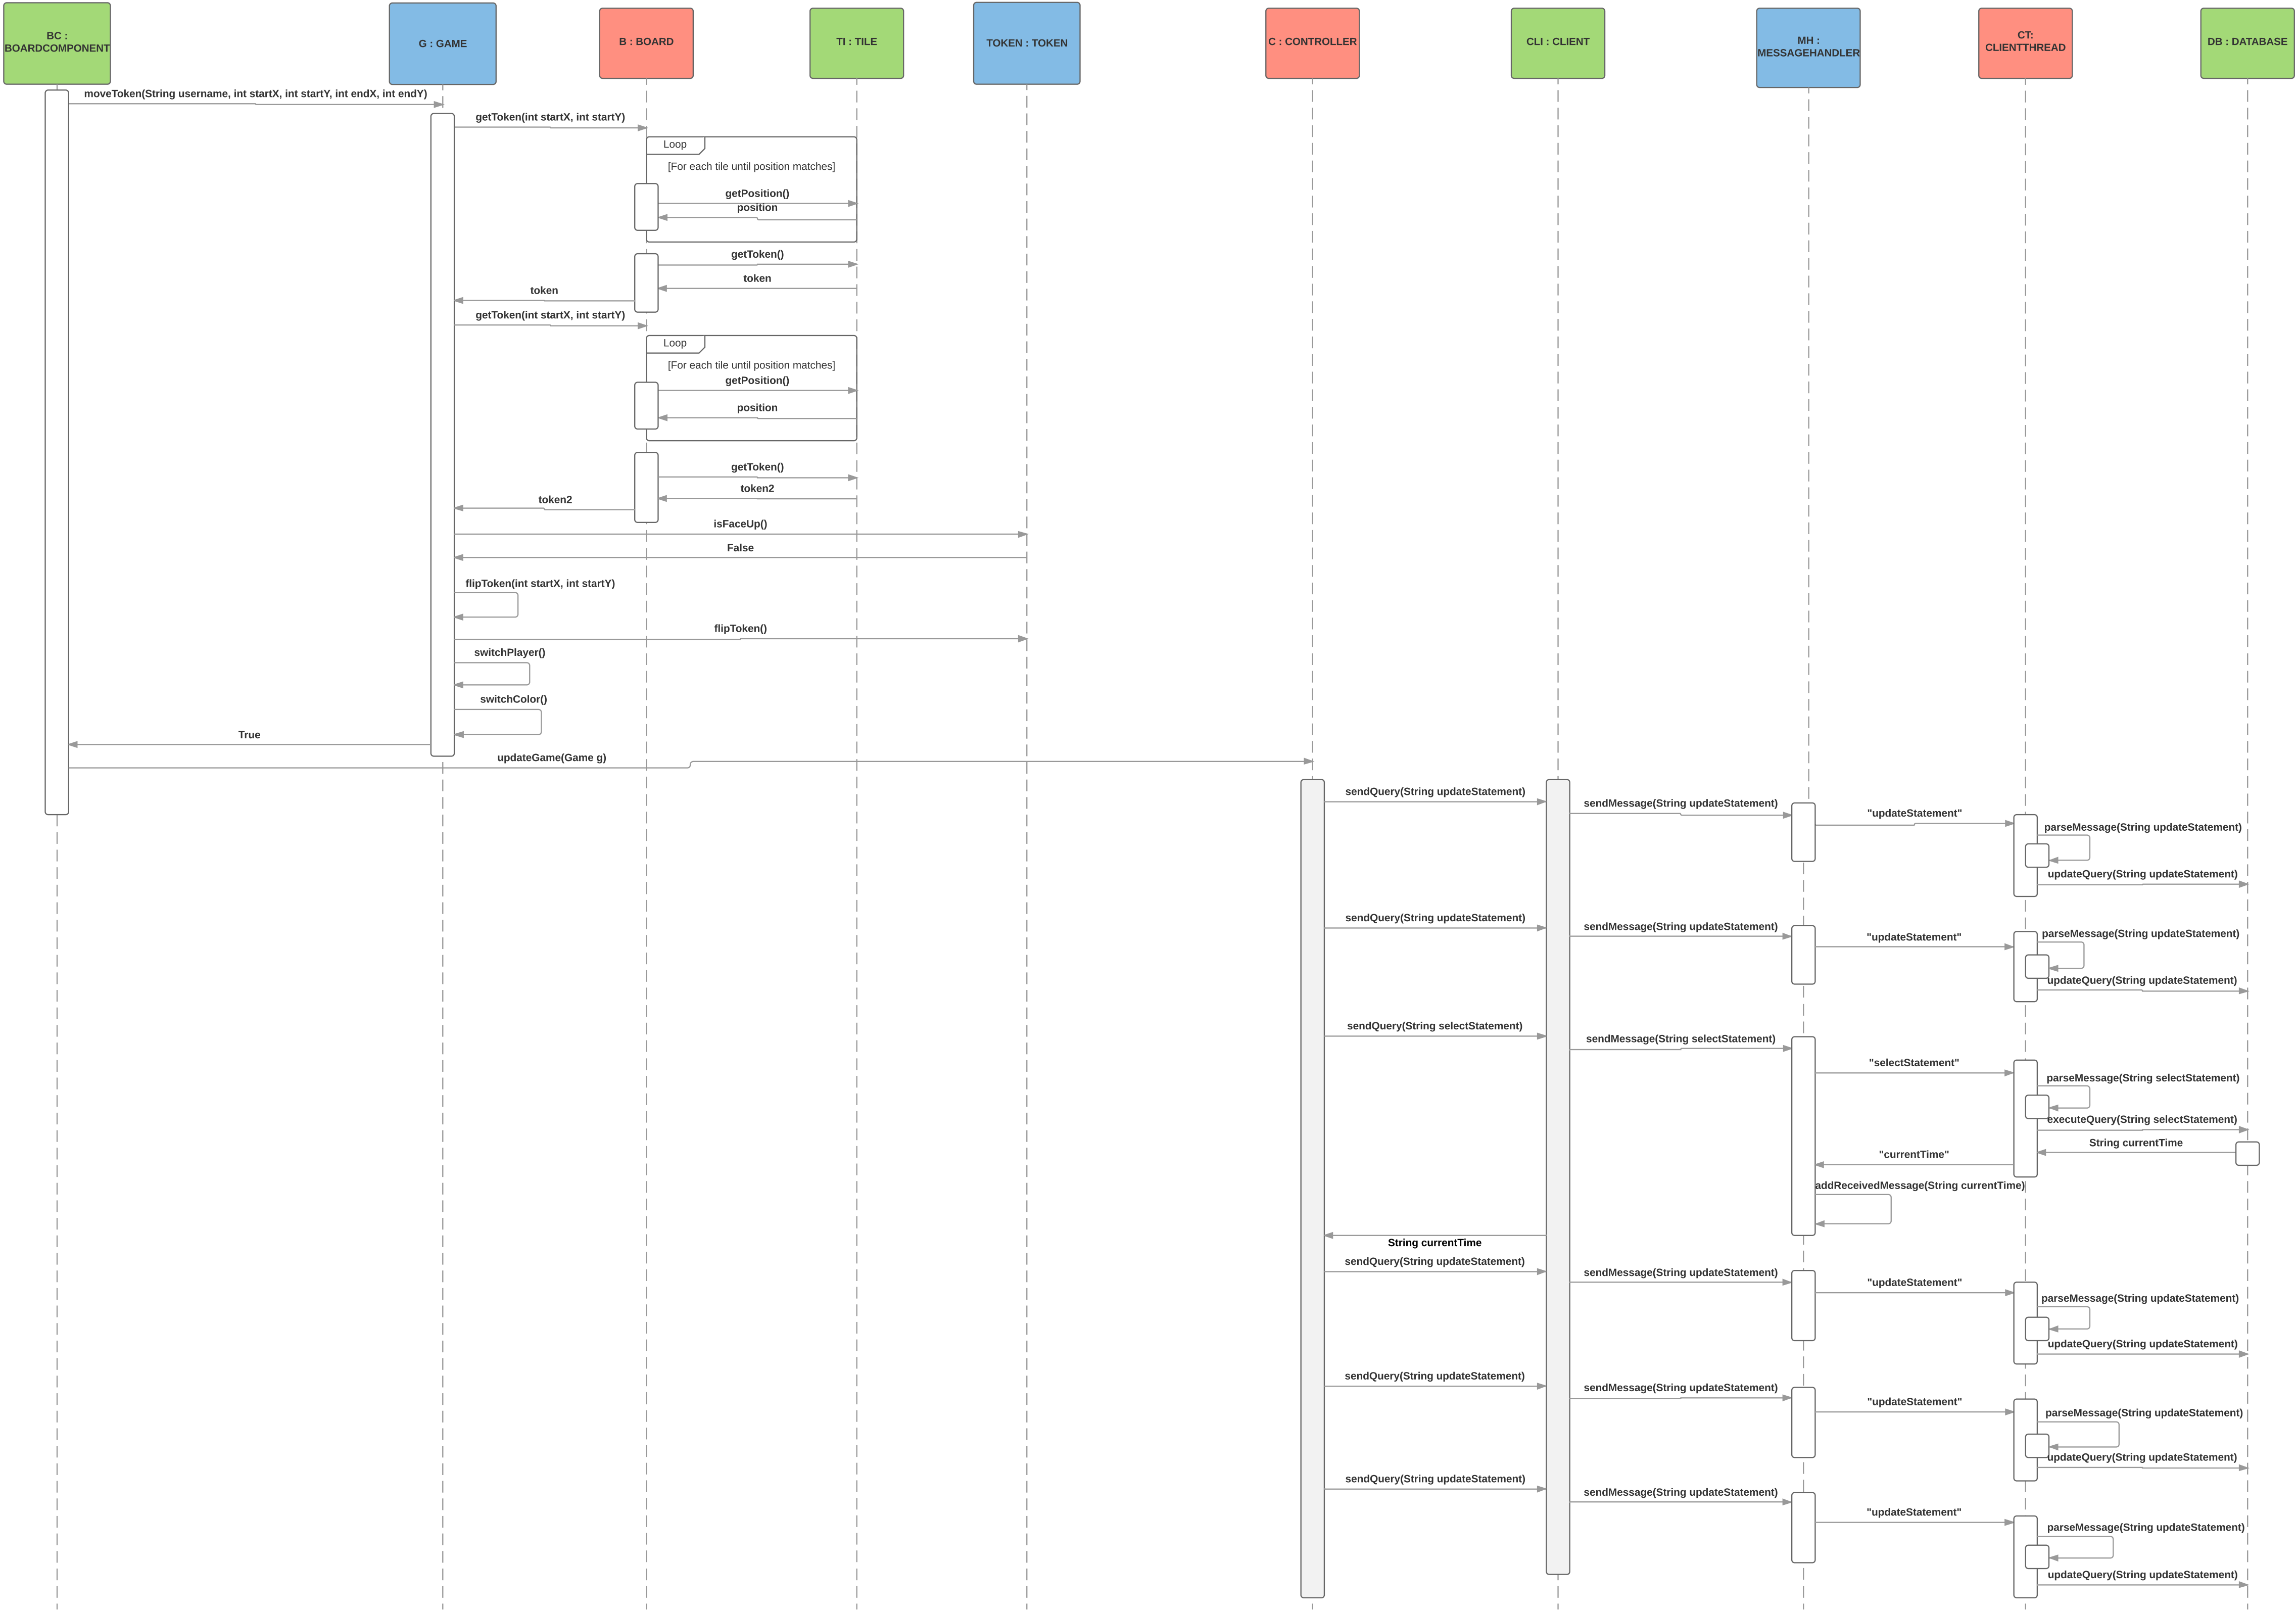 BC :
BOARDCOMPONENT
G : GAME
B : BOARD
TI : TILE
TOKEN : TOKEN
C : CONTROLLER
CLI : CLIENT
MH :
MESSAGEHANDLER
CT:
CLIENTTHREAD
DB : DATABASE
moveToken(String username, int startX, int startY, int endX, int endY)
getToken(int startX, int startY)
Loop
[For each tile until position matches]
getPosition()
position
getToken()
token
token
getToken(int startX, int startY)
Loop
[For each tile until position matches]
getPosition()
position
getToken()
token2
token2
isFaceUp()
False
flipToken(int startX, int startY)
flipToken()
switchPlayer()
switchColor()
True
updateGame(Game g)
sendQuery(String updateStatement)
sendMessage(String updateStatement)
"updateStatement"
parseMessage(String updateStatement)
updateQuery(String updateStatement)
sendQuery(String updateStatement)
sendMessage(String updateStatement)
"updateStatement"
parseMessage(String updateStatement)
updateQuery(String updateStatement)
sendQuery(String selectStatement)
sendMessage(String selectStatement)
"selectStatement"
parseMessage(String selectStatement)
executeQuery(String selectStatement)
String currentTime
"currentTime"
addReceivedMessage(String currentTime)
String currentTime
sendQuery(String updateStatement)
sendMessage(String updateStatement)
"updateStatement"
parseMessage(String updateStatement)
updateQuery(String updateStatement)
sendQuery(String updateStatement)
sendMessage(String updateStatement)
"updateStatement"
parseMessage(String updateStatement)
updateQuery(String updateStatement)
sendQuery(String updateStatement)
sendMessage(String updateStatement)
"updateStatement"
parseMessage(String updateStatement)
updateQuery(String updateStatement)